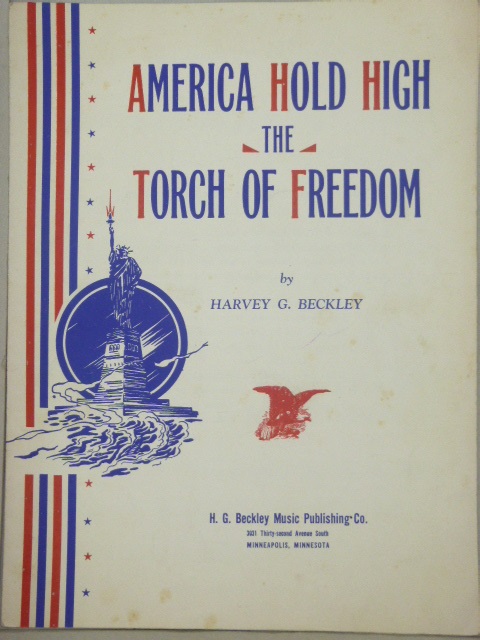 AMERICA HOLD HIGH
THE
TORCH OF FREEDOM
by
HARVEY G. BECKLEY
H. G. Beckley Music Publishing Co.
3021 Thirty-second Avenue South
MINNEAPOLIS, MINNESOTA